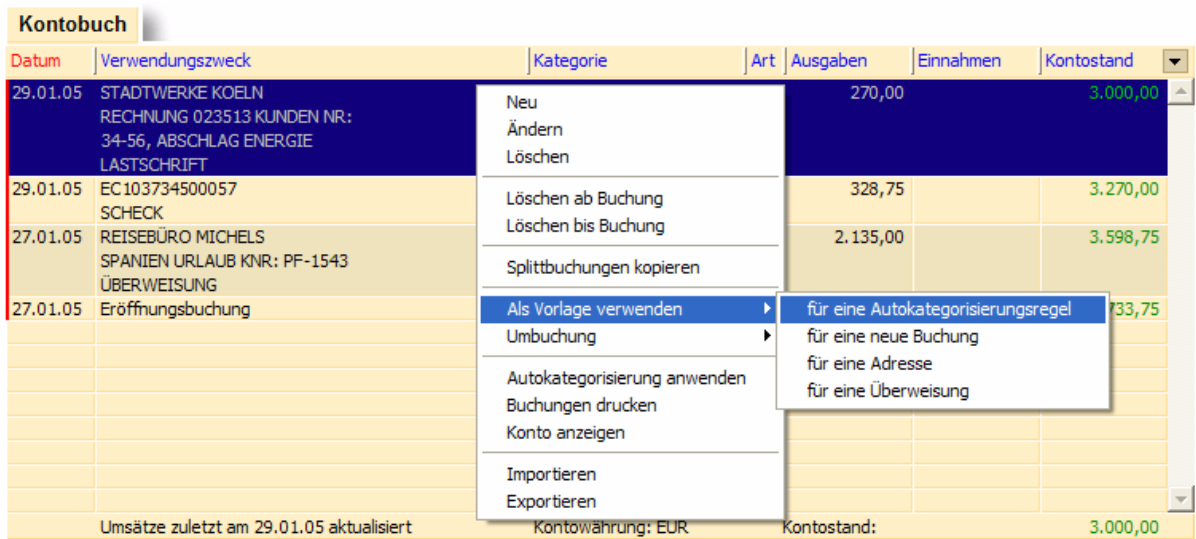 Kontobuch
Datum Verwendungszweck Kategorie Art Ausgaben Einnahmen Kontostand
29.01.05 STADTWERKE KOELN 270,00 3.000,00
RECHNUNG 023513 KUNDEN NR:
34-56, ABSCHLAG ENERGIE
LASTSCHRIFT
29.01.05 EC103734500057 328,75 3.270,00
SCHECK
27.01.05 REISEBÜRO MICHELS 2.135,00 3.598,75
SPANIEN URLAUB KNR: PF-1543
ÜBERWEISUNG
27.01.05 Eröffnungsbuchung 733,75
Neu
Ändern
Löschen
Löschen ab Buchung
Löschen bis Buchung
Splittbuchungen kopieren
Als Vorlage verwenden
Umbuchung
Autokategorisierung anwenden
Buchungen drucken
Konto anzeigen
Importieren
Exportieren
für eine Autokategorisierungsregel
für eine neue Buchung
für eine Adresse
für eine Überweisung
Umsätze zuletzt am 29.01.05 aktualisiert Kontowährung: EUR Kontostand: 3.000,00